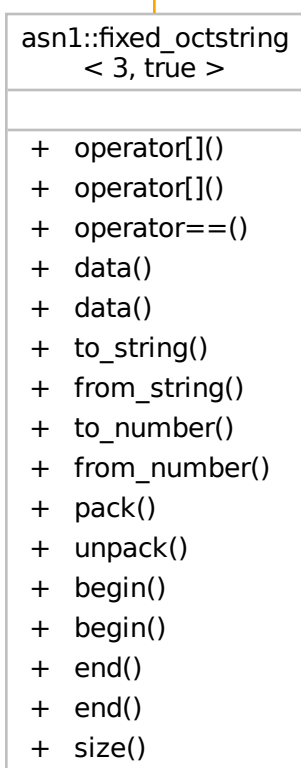 asn1::fixed_octstring
< 3, true >
+ operator[]()
+ operator[]()
+ operator==()
+ data()
+ data()
+ to_string()
+ from_string()
+ to_number()
+ from_number()
+ pack()
+ unpack()
+ begin()
+ begin()
+ end()
+ end()
+ size()